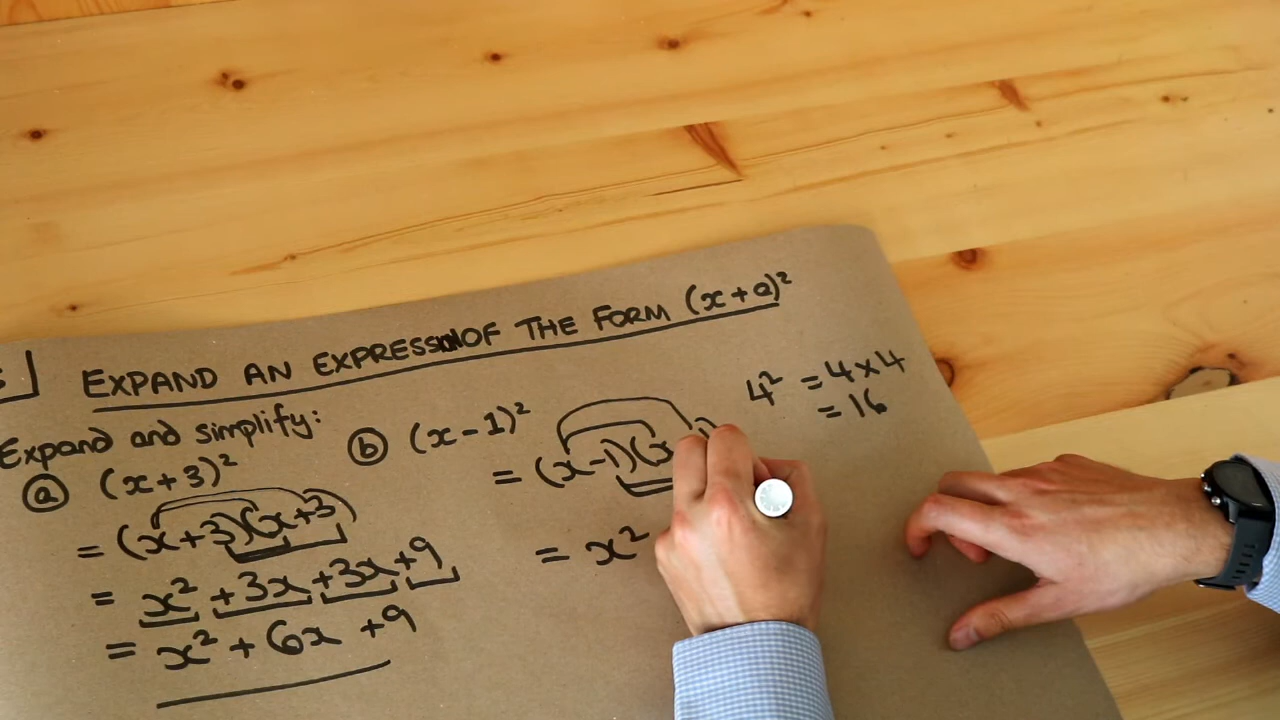 EXPAND AN EXPRESSION OF THE FORM (x+a)²
Expand and simplify:
ⓐ (x+3)²
= (x+3)(x+3)
= x² +3x +3x +9
= x² + 6x + 9
ⓑ (x-1)²
= (x-1)(x
= x²
4² = 4×4
= 16